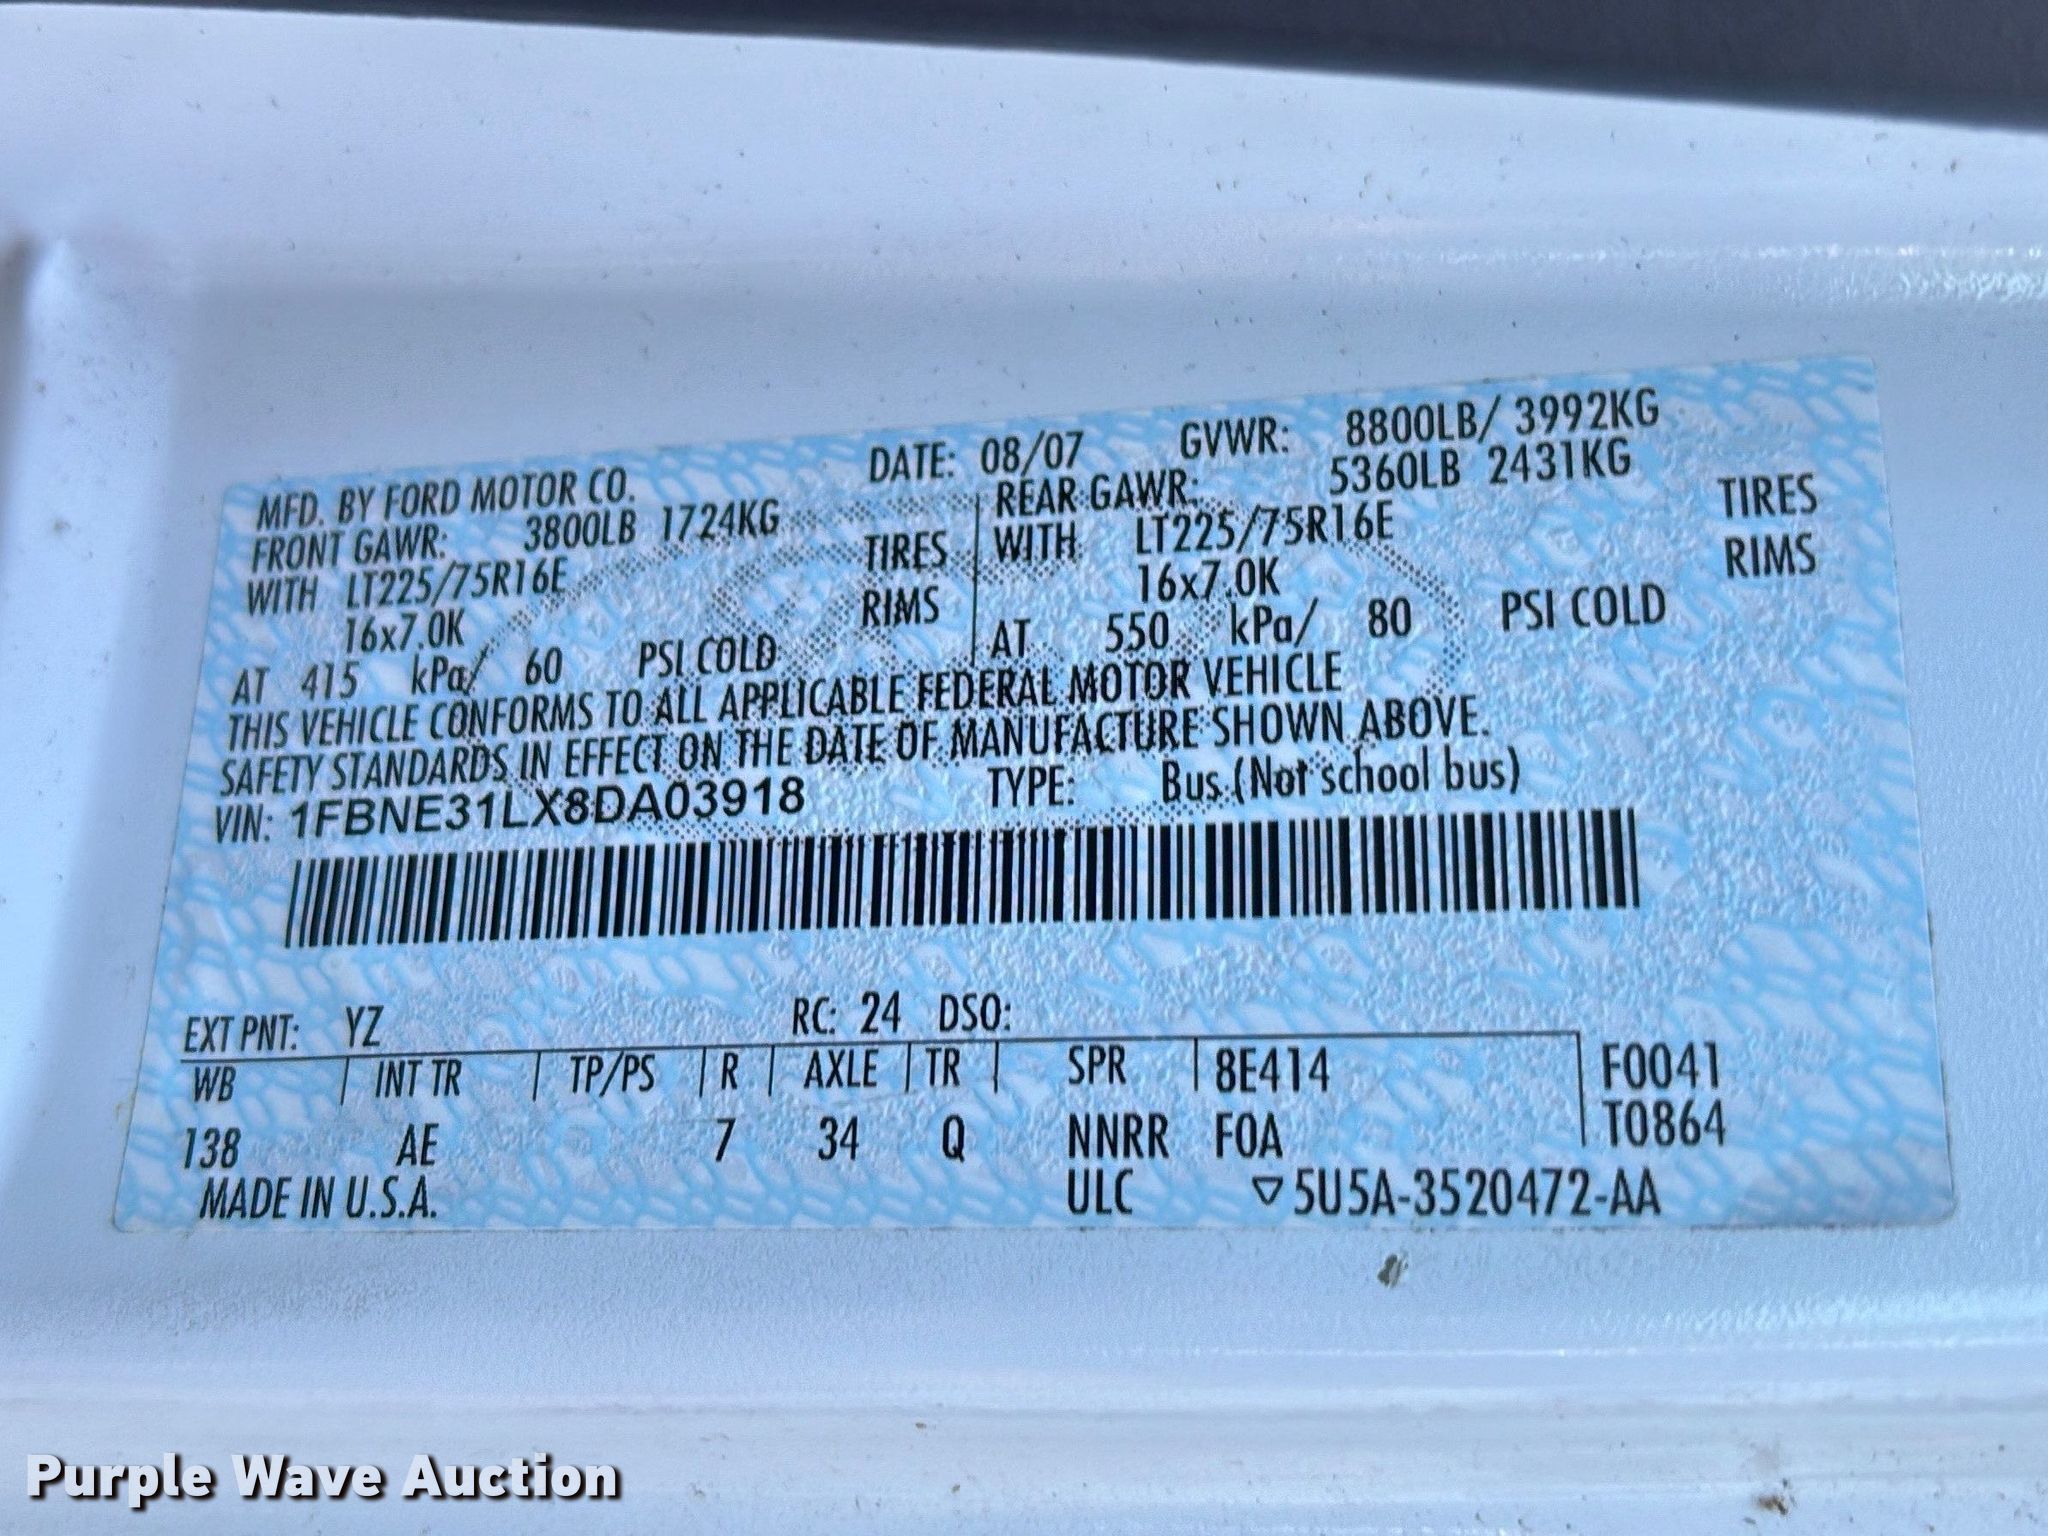 MFD. BY FORD MOTOR CO. DATE: 08/07 GVWR: 8800LB/ 3992KG
FRONT GAWR: 3800LB 1724KG REAR GAWR: 5360LB 2431KG
WITH LT225/75R16E TIRES WITH LT225/75R16E TIRES
16x7.0K RIMS 16x7.0K RIMS
AT 415 kPa/ 60 PSI COLD AT 550 kPa/ 80 PSI COLD
THIS VEHICLE CONFORMS TO ALL APPLICABLE FEDERAL MOTOR VEHICLE
SAFETY STANDARDS IN EFFECT ON THE DATE OF MANUFACTURE SHOWN ABOVE.
VIN: 1FBNE31LX8DA03918 TYPE: Bus (Not school bus)
EXT PNT: YZ RC: 24 DSO:
WB | INT TR | TP/PS | R | AXLE | TR | SPR | 8E414 F0041
138 AE 7 34 Q NNRR FOA T0864
MADE IN U.S.A. ULC ▽5U5A-3520472-AA
Purple Wave Auction